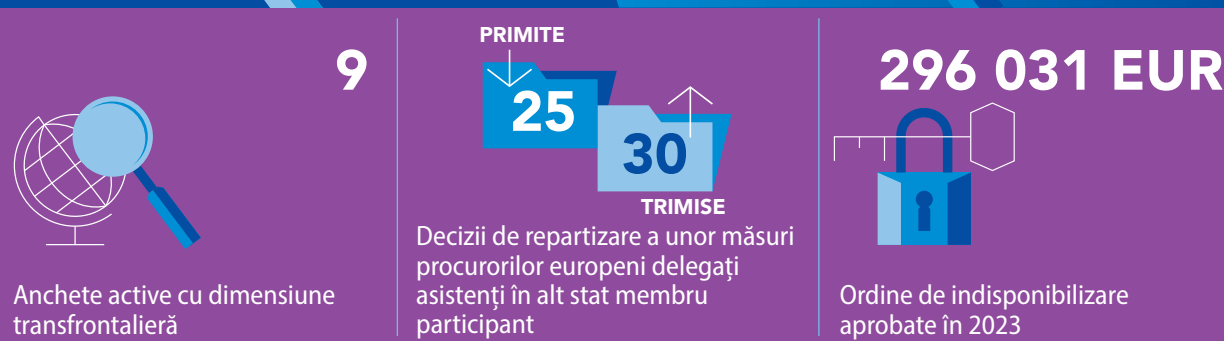 9
Anchete active cu dimensiune
transfrontalieră
PRIMITE
25
30
TRIMISE
Decizii de repartizare a unor măsuri
procurorilor europeni delegați
asistenți în alt stat membru
participant
296 031 EUR
Ordine de indisponibilizare
aprobate în 2023